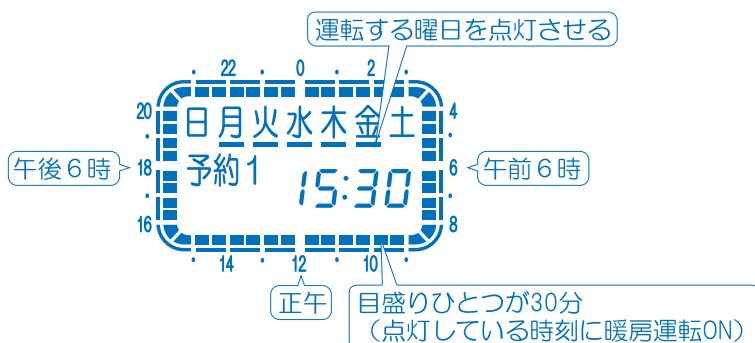 運転する曜日を点灯させる
22 ・ 0 ・ 2 ・
20
4
日月火水木金土
午後6時
18
予約1
6
午前6時
15:30
16
8
・ 14 ・ 12 ・ 10 ・
正午
目盛りひとつが30分
（点灯している時刻に暖房運転ON）